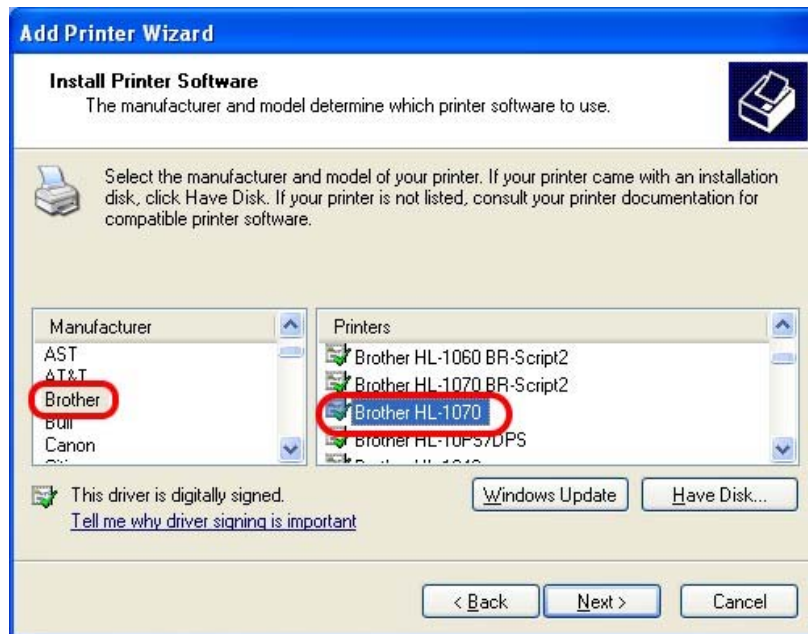 Add Printer Wizard
Install Printer Software
The manufacturer and model determine which printer software to use.
Select the manufacturer and model of your printer. If your printer came with an installation
disk, click Have Disk. If your printer is not listed, consult your printer documentation for
compatible printer software.
Manufacturer
AST
AT&T
Brother
Bull
Canon
Printers
Brother HL-1060 BR-Script2
Brother HL-1070 BR-Script2
Brother HL-1070
Brother HL-10PS/DPS
This driver is digitally signed.
Tell me why driver signing is important
Windows Update
Have Disk...
< Back
Next >
Cancel